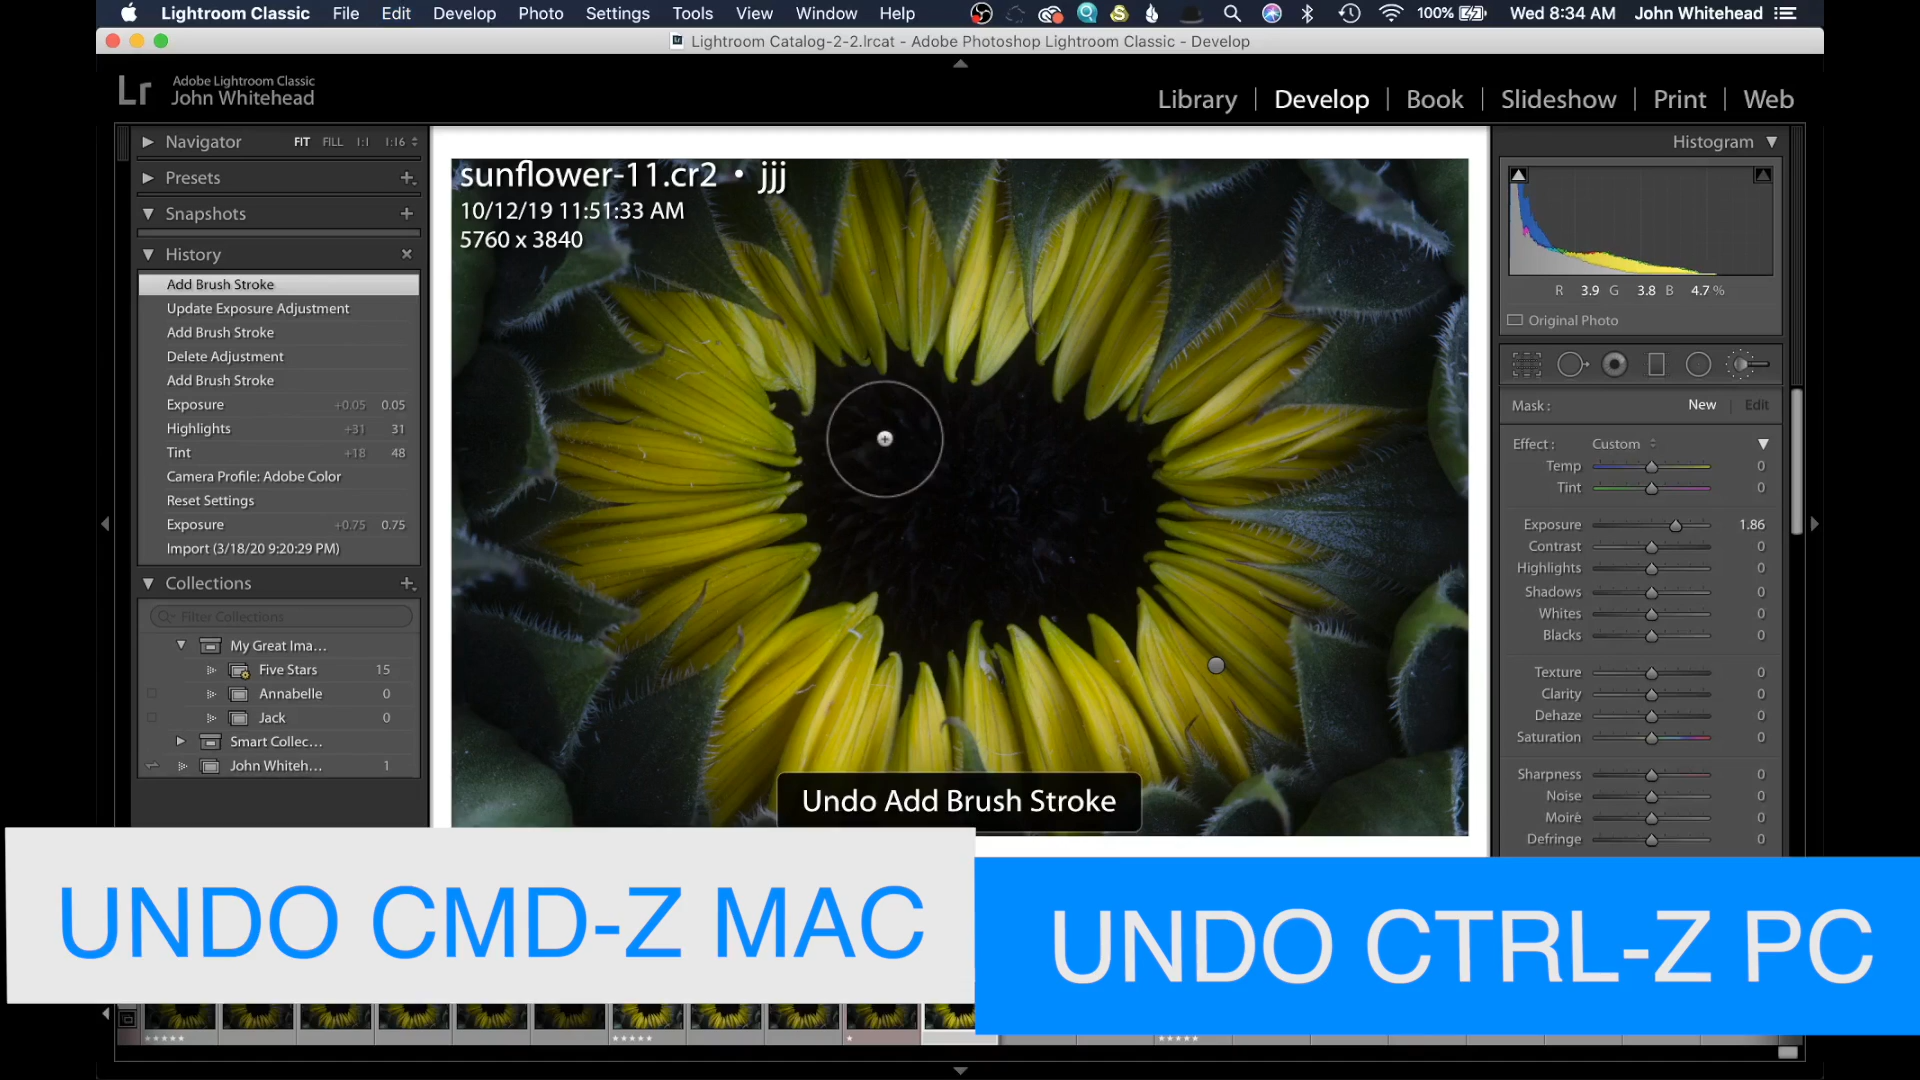 Lightroom Classic File Edit Develop Photo Settings Tools View Window Help 100% Wed 8:34 AM John Whitehead
Lightroom Catalog-2-2.lrcat - Adobe Photoshop Lightroom Classic - Develop
Lr
Adobe Lightroom Classic
John Whitehead
Library | Develop | Book | Slideshow | Print | Web
Navigator FIT FILL 1:1 1:16
Presets
Snapshots
History
Add Brush Stroke
Update Exposure Adjustment
Add Brush Stroke
Delete Adjustment
Add Brush Stroke
Exposure +0.05 0.05
Highlights +31 31
Tint +18 48
Camera Profile: Adobe Color
Reset Settings
Exposure +0.75 0.75
Import (3/18/20 9:20:29 PM)
Collections
Filter Collections
My Great Ima...
Five Stars 15
Annabelle 0
Jack 0
Smart Collec...
John Whiteh... 1
sunflower-11.cr2 • jjj
10/12/19 11:51:33 AM
5760 x 3840
Undo Add Brush Stroke
Histogram
R 3.9 G 3.8 B 4.7 %
Original Photo
Mask : New | Edit
Effect : Custom
Temp 0
Tint 0
Exposure 1.86
Contrast 0
Highlights 0
Shadows 0
Whites 0
Blacks 0
Texture 0
Clarity 0
Dehaze 0
Saturation 0
Sharpness 0
Noise 0
Moiré 0
Defringe 0
UNDO CMD-Z MAC
UNDO CTRL-Z PC